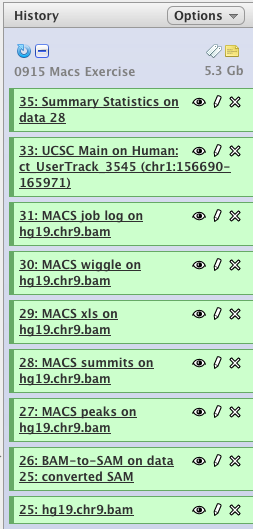 History
Options
0915 Macs Exercise
5.3 Gb
35: Summary Statistics on
data 28
33: UCSC Main on Human:
ct_UserTrack_3545 (chr1:156690-
165971)
31: MACS job log on
hg19.chr9.bam
30: MACS wiggle on
hg19.chr9.bam
29: MACS xls on
hg19.chr9.bam
28: MACS summits on
hg19.chr9.bam
27: MACS peaks on
hg19.chr9.bam
26: BAM-to-SAM on data
25: converted SAM
25: hg19.chr9.bam